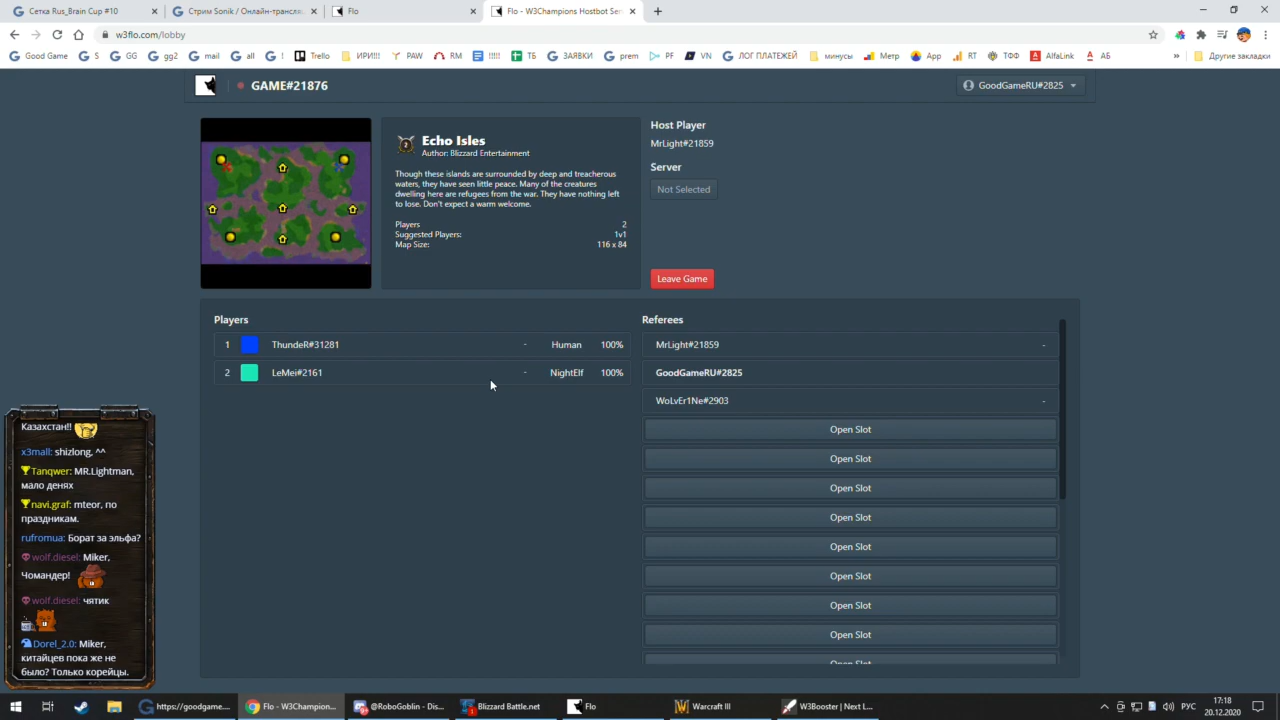 Сетка Rus_Brain Cup #10
Стрим Sonik / Онлайн-трансля
Flo
Flo - W3Champions Hostbot Ser
w3flo.com/lobby
Good Game
S
GG
gg2
mail
all
!
Trello
ИРИ!!!
PAW
RM
!!!!!
ТБ
ЗАЯВКИ
prem
PF
VN
ЛОГ ПЛАТЕЖЕЙ
минусы
Метр
App
RT
ТФФ
AlfaLink
АБ
»
Другие закладки
GAME#21876
GoodGameRU#2825
Echo Isles
Author: Blizzard Entertainment
Though these islands are surrounded by deep and treacherous
waters, they have seen little peace. Many of the creatures
dwelling here are refugees from the war. They have nothing left
to lose. Don't expect a warm welcome.
Players 2
Suggested Players: 1v1
Map Size: 116 x 84
Host Player
MrLight#21859
Server
Not Selected
Leave Game
Players
1 ThundeR#31281 - Human 100%
2 LeMei#2161 - NightElf 100%
Referees
MrLight#21859 -
GoodGameRU#2825
WoLvEr1Ne#2903 -
Open Slot
Open Slot
Open Slot
Open Slot
Open Slot
Open Slot
Open Slot
Open Slot
Open Slot
Казахстан!!
x3mall: shizlong, ^^
Tanqwer: MR.Lightman,
мало денях
navi.graf: mteor, по
праздникам.
rufromua: Борат за эльфа?
wolf.diesel: Miker,
Чомандер!
wolf.diesel: чятик
Dorel_2.0: Miker,
китайцев пока же не
было? Только корейцы.
https://goodgame....
Flo - W3Champion...
@RoboGoblin - Dis...
Blizzard Battle.net
Flo
Warcraft III
W3Booster | Next L...
РУС
17:18
20.12.2020